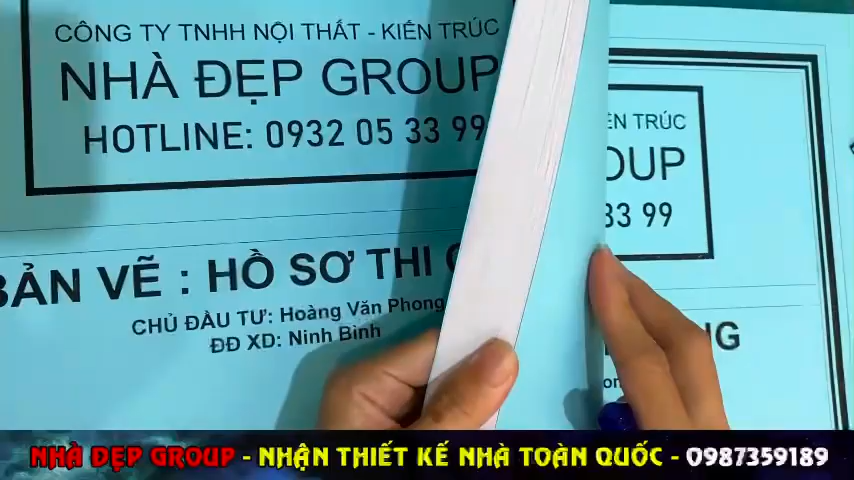 CÔNG TY TNHH NỘI THẤT - KIẾN TRÚC
NHÀ ĐẸP GROUP
HOTLINE: 0932 05 33 99
BẢN VẼ : HỒ SƠ THI
CHỦ ĐẦU TƯ: Hoàng Văn Phong
ĐĐ XD: Ninh Bình
KIẾN TRÚC
OUP
33 99
NG
NHÀ ĐẸP GROUP - NHẬN THIẾT KẾ NHÀ TOÀN QUỐC - 0987359189